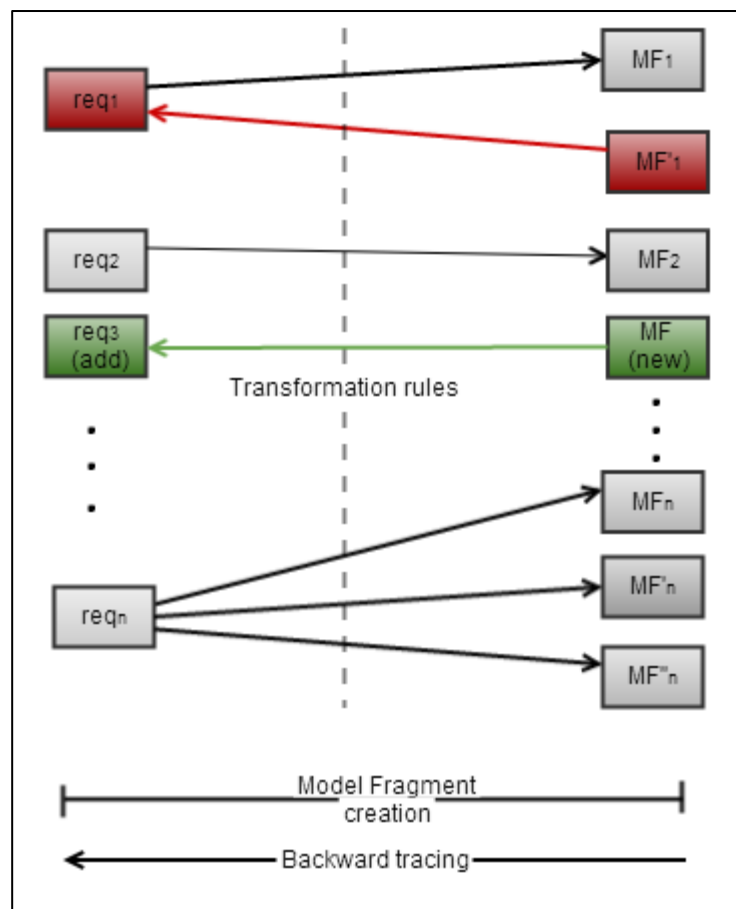 req1
MF1
MF'1
req2
MF2
req3
(add)
MF
(new)
Transformation rules
MFn
reqn
MF'n
MF''n
Model Fragment
creation
Backward tracing